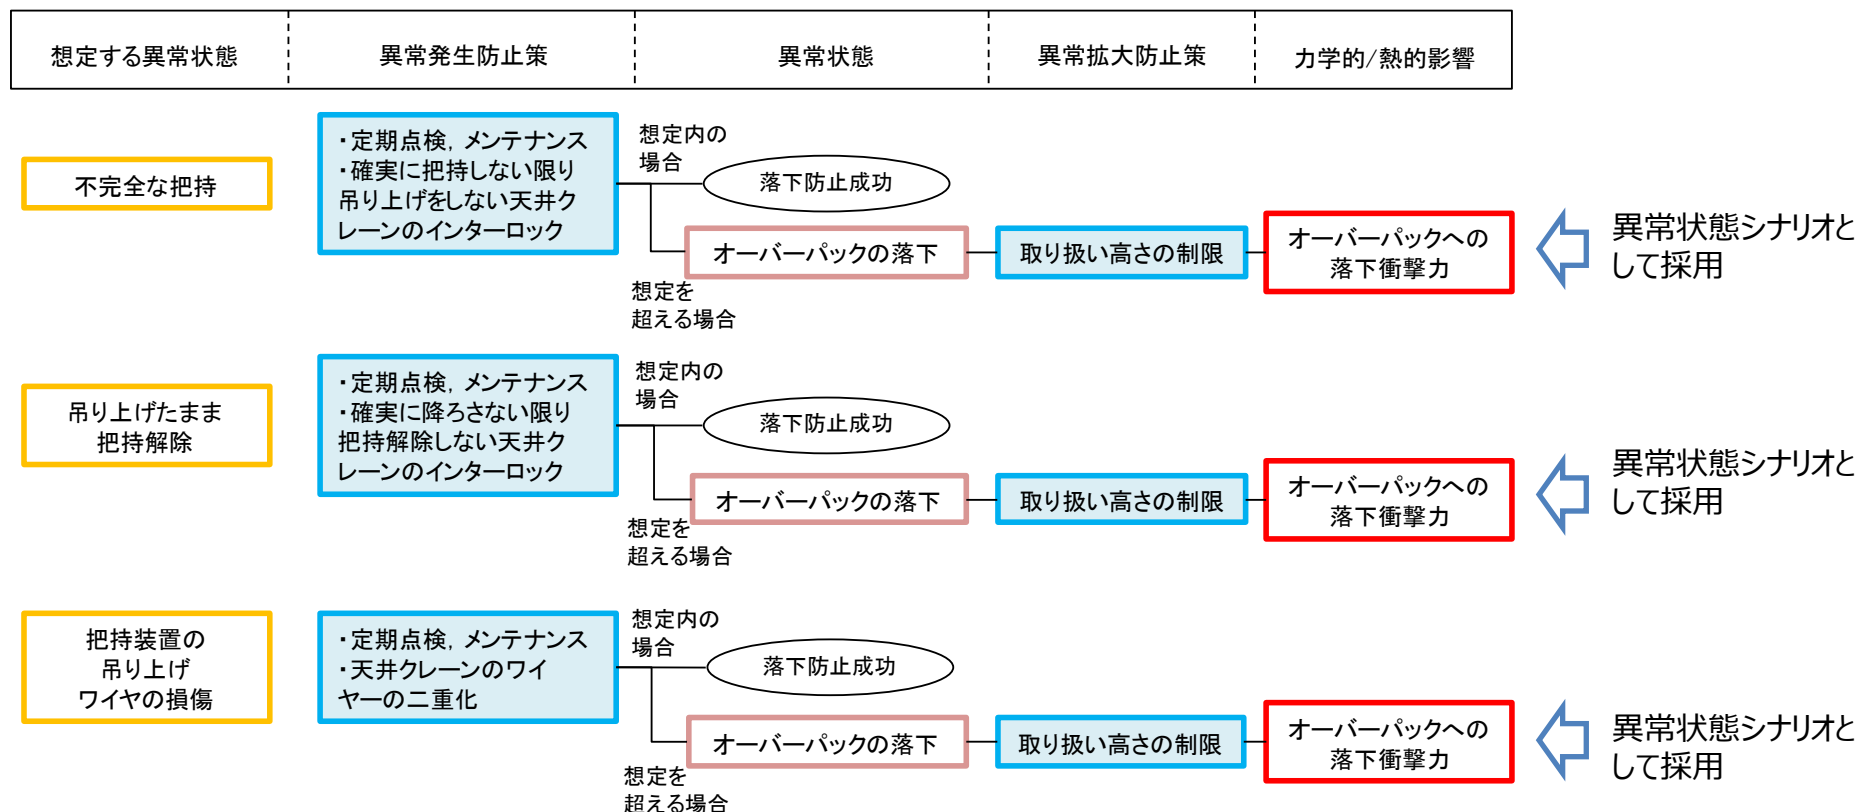 想定する異常状態
異常発生防止策
異常状態
異常拡大防止策
力学的/熱的影響
不完全な把持
・定期点検, メンテナンス
・確実に把持しない限り
吊り上げをしない天井ク
レーンのインターロック
想定内の
場合
落下防止成功
オーバーパックの落下
想定を
超える場合
取り扱い高さの制限
オーバーパックへの
落下衝撃力
異常状態シナリオと
して採用
吊り上げたまま
把持解除
・定期点検, メンテナンス
・確実に降ろさない限り
把持解除しない天井ク
レーンのインターロック
想定内の
場合
落下防止成功
オーバーパックの落下
想定を
超える場合
取り扱い高さの制限
オーバーパックへの
落下衝撃力
異常状態シナリオと
して採用
把持装置の
吊り上げ
ワイヤの損傷
・定期点検, メンテナンス
・天井クレーンのワイ
ヤーの二重化
想定内の
場合
落下防止成功
オーバーパックの落下
想定を
超える場合
取り扱い高さの制限
オーバーパックへの
落下衝撃力
異常状態シナリオと
して採用